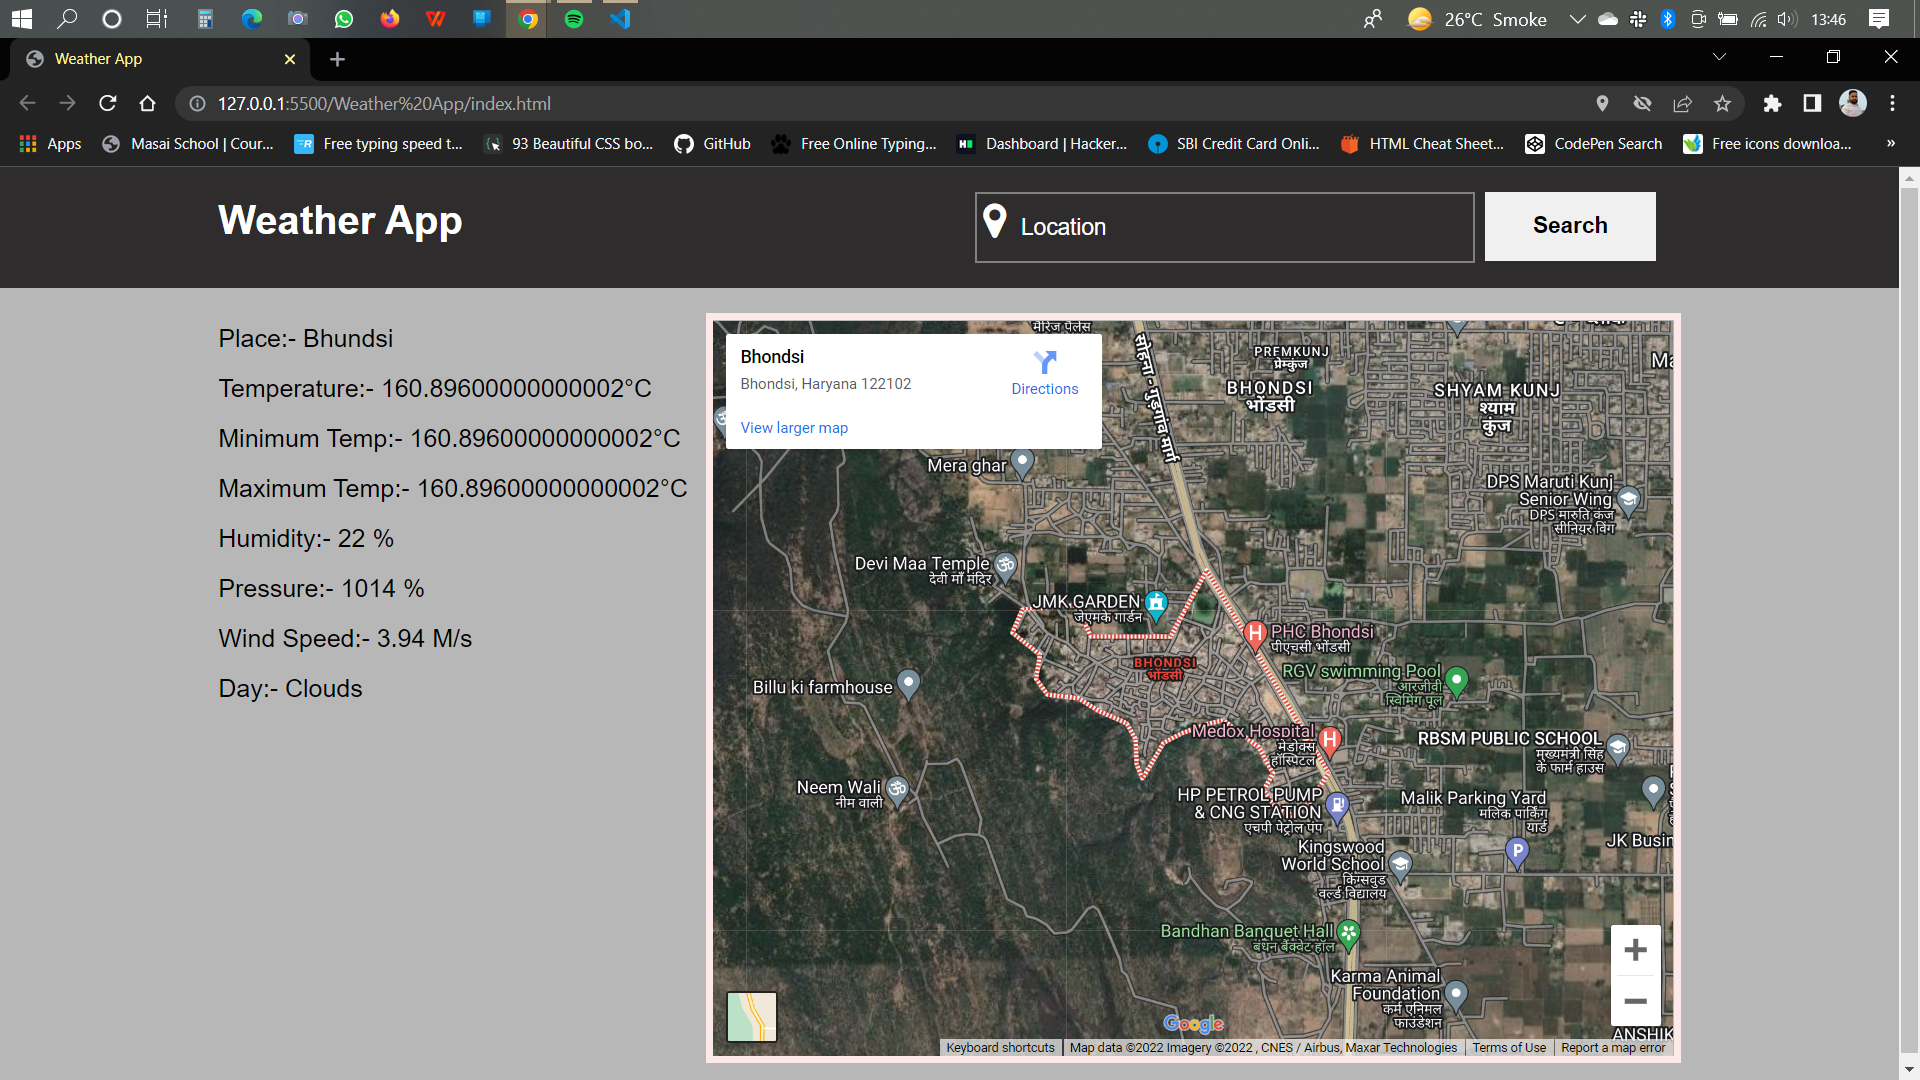 26°C Smoke
13:46
Weather App
127.0.0.1:5500/Weather%20App/index.html
Apps
Masai School | Cour...
Free typing speed t...
93 Beautiful CSS bo...
GitHub
Free Online Typing...
Dashboard | Hacker...
SBI Credit Card Onli...
HTML Cheat Sheet...
CodePen Search
Free icons downloa...
»
Weather App
Location
Search
Place:- Bhundsi
Temperature:- 160.89600000000002°C
Minimum Temp:- 160.89600000000002°C
Maximum Temp:- 160.89600000000002°C
Humidity:- 22 %
Pressure:- 1014 %
Wind Speed:- 3.94 M/s
Day:- Clouds
Bhondsi
Bhondsi, Haryana 122102
Directions
View larger map
मैरिज पैलेस
सोहना - गुड़गांव मार्ग
PREMKUNJ
प्रेमकुंज
BHONDSI
भोंडसी
SHYAM KUNJ
श्याम
कुंज
Ma
Mera ghar
DPS Maruti Kunj
Senior Wing
DPS मारुति कुंज
सीनियर विंग
Devi Maa Temple
देवी माँ मंदिर
JMK GARDEN
जेएमके गार्डन
PHC Bhondsi
पीएचसी भोंडसी
BHONDSI
भोंडसी
RGV swimming Pool
आरजीवी
स्विमिंग पूल
Billu ki farmhouse
Medox Hospital
मेडोक्स
हॉस्पिटल
RBSM PUBLIC SCHOOL
मुख्यमंत्री सिंह
के फार्म हाउस
Neem Wali
नीम वाली
HP PETROL PUMP
& CNG STATION
एचपी पेट्रोल पंप
Malik Parking Yard
मलिक पार्किंग
यार्ड
JK Busin
Kingswood
World School
किंग्सवुड
वर्ल्ड विद्यालय
Bandhan Banquet Hall
बंधन बैंक्वेट हॉल
Karma Animal
Foundation
कर्म एनिमल
फाउंडेशन
ANSHIK
Google
Keyboard shortcuts
Map data ©2022 Imagery ©2022 , CNES / Airbus, Maxar Technologies
Terms of Use
Report a map error